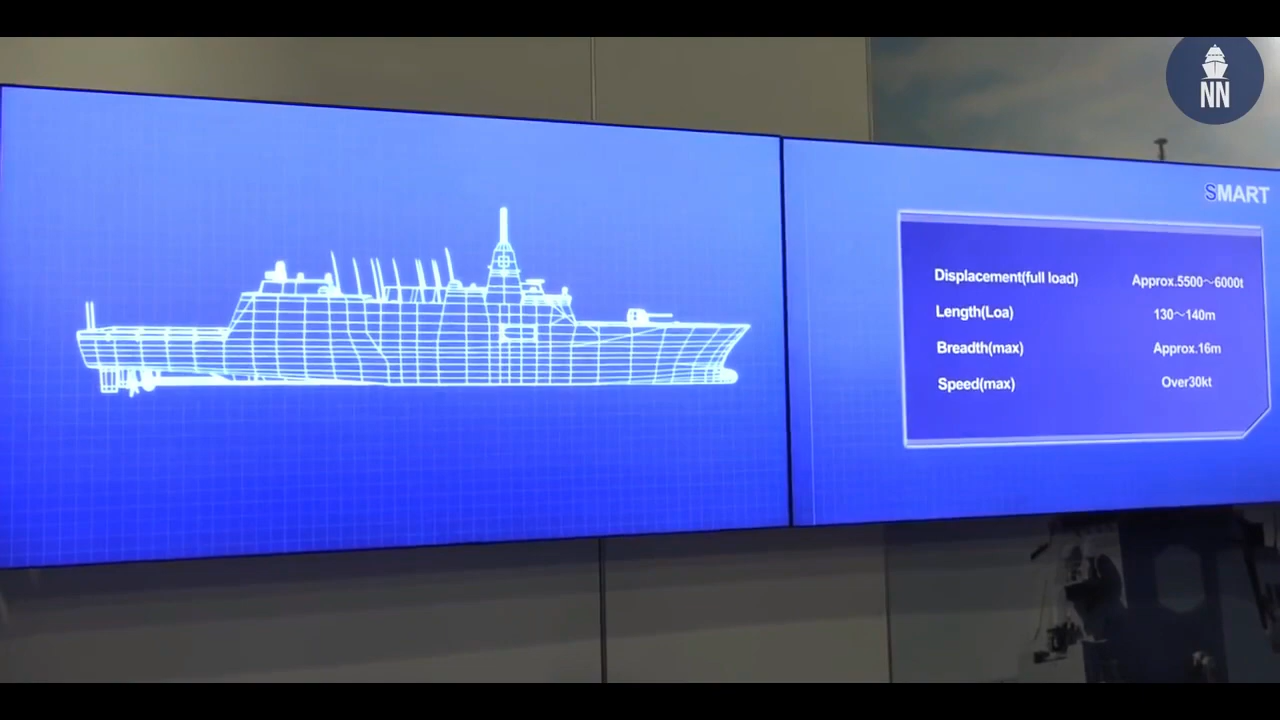 NN
SMART
Displacement(full load) Approx.5500～6000t
Length(Loa) 130～140m
Breadth(max) Approx.16m
Speed(max) Over30kt